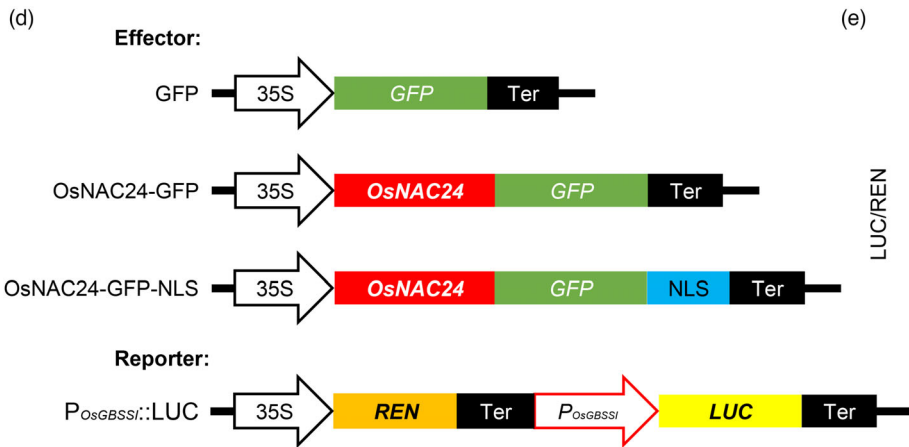 (d)
(e)
Effector:
GFP 35S GFP Ter
OsNAC24-GFP 35S OsNAC24 GFP Ter
LUC/REN
OsNAC24-GFP-NLS 35S OsNAC24 GFP NLS Ter
Reporter:
POsGBSSI::LUC 35S REN Ter POsGBSSI LUC Ter